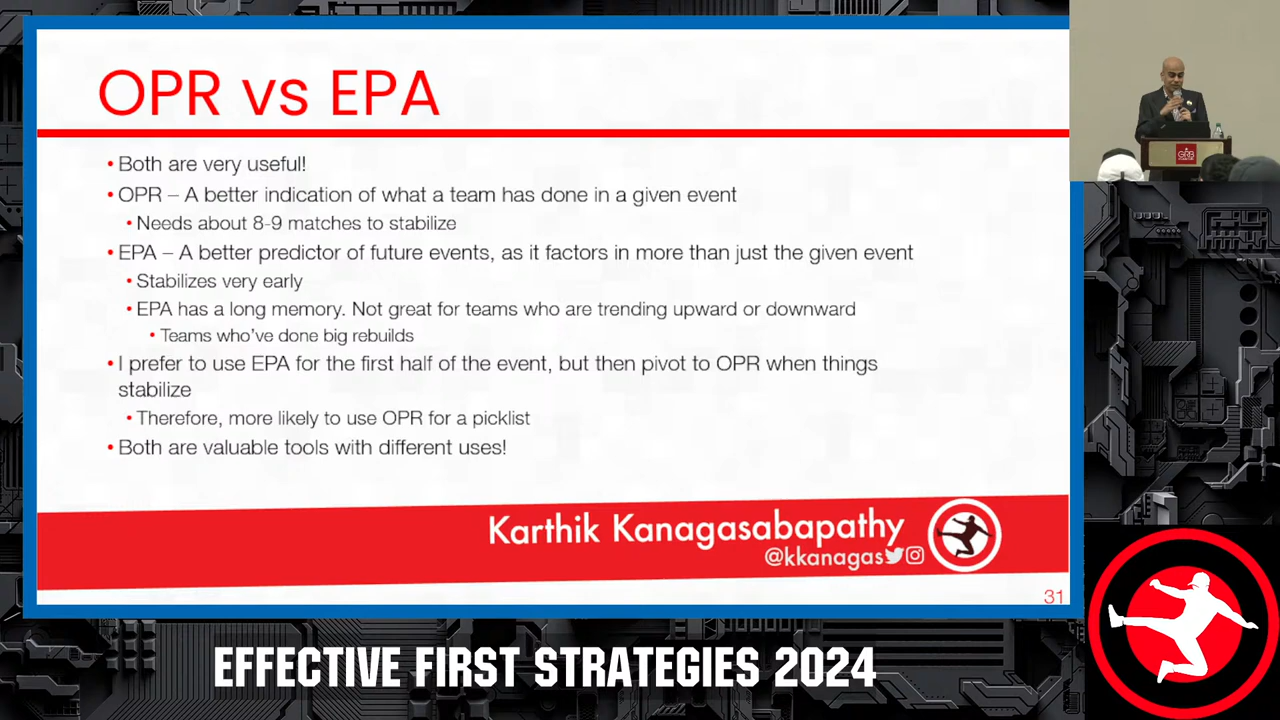 OPR vs EPA
• Both are very useful!
• OPR – A better indication of what a team has done in a given event
• Needs about 8-9 matches to stabilize
• EPA – A better predictor of future events, as it factors in more than just the given event
• Stabilizes very early
• EPA has a long memory. Not great for teams who are trending upward or downward
• Teams who've done big rebuilds
• I prefer to use EPA for the first half of the event, but then pivot to OPR when things
stabilize
• Therefore, more likely to use OPR for a picklist
• Both are valuable tools with different uses!
Karthik Kanagasabapathy
@kkanagas
31
EFFECTIVE FIRST STRATEGIES 2024